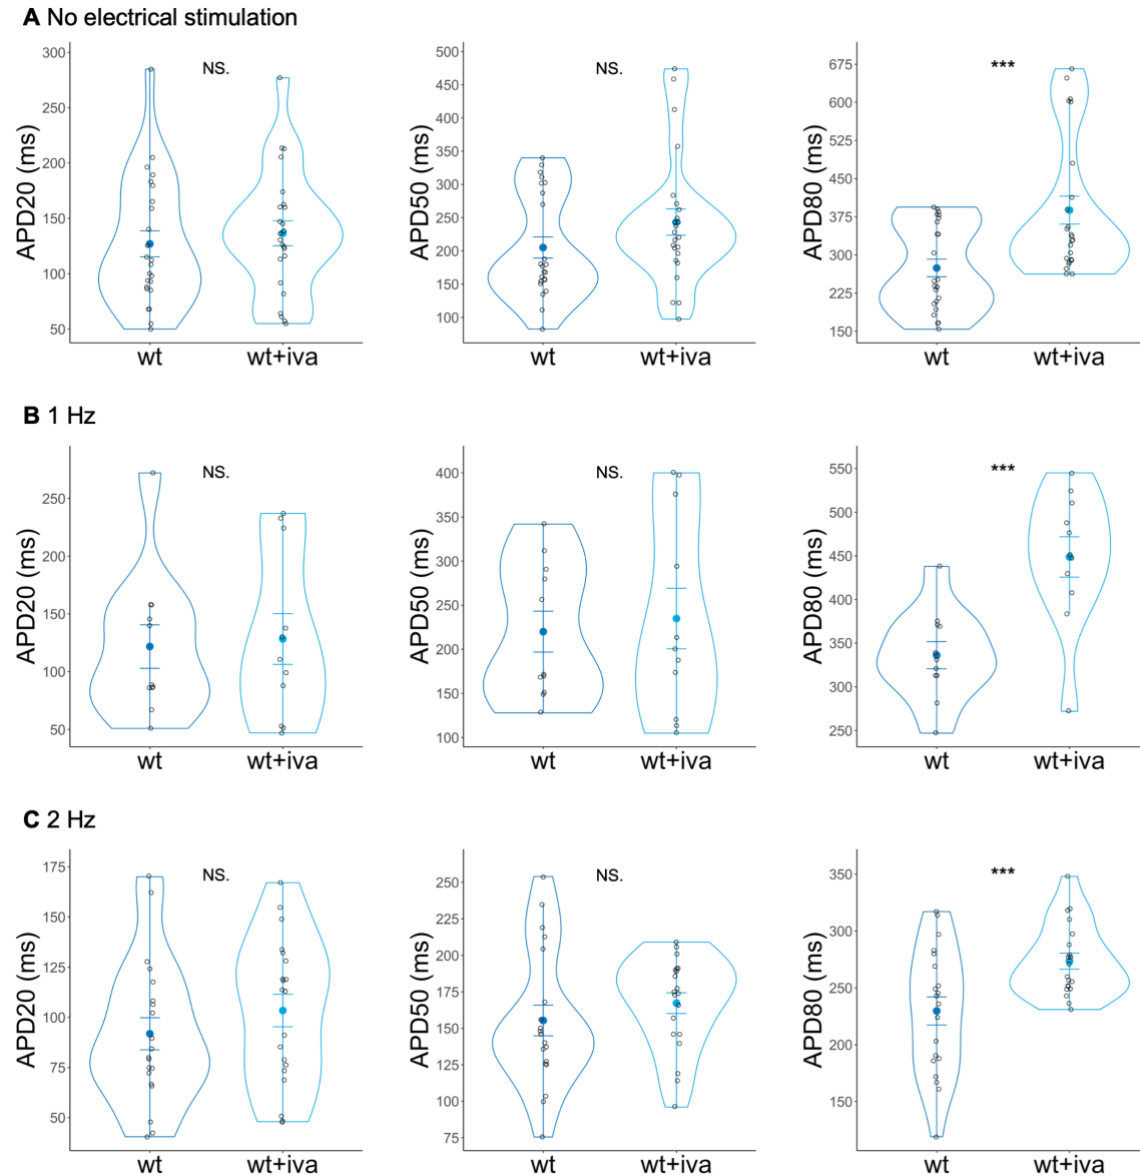 A No electrical stimulation
APD20 (ms)
300
250
200
150
100
50
NS.
wt
wt+iva
APD50 (ms)
500
450
400
350
300
250
200
150
100
NS.
wt
wt+iva
APD80 (ms)
675
600
525
450
375
300
225
150
***
wt
wt+iva
B 1 Hz
APD20 (ms)
250
200
150
100
50
NS.
wt
wt+iva
APD50 (ms)
400
350
300
250
200
150
100
NS.
wt
wt+iva
APD80 (ms)
550
500
450
400
350
300
250
***
wt
wt+iva
C 2 Hz
APD20 (ms)
175
150
125
100
75
50
NS.
wt
wt+iva
APD50 (ms)
250
225
200
175
150
125
100
75
NS.
wt
wt+iva
APD80 (ms)
350
300
250
200
150
***
wt
wt+iva